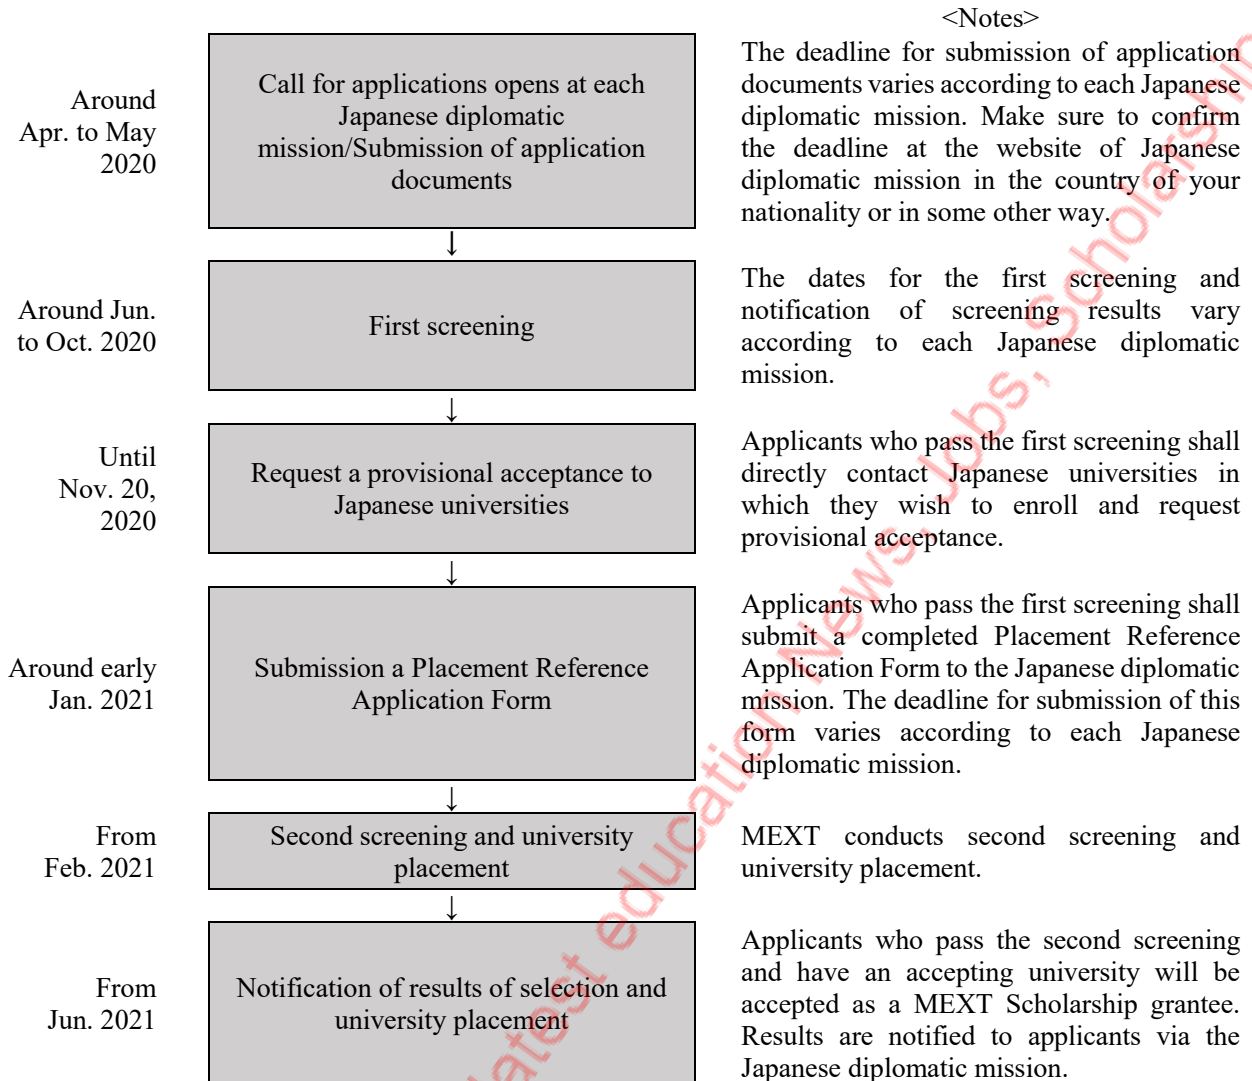 <Notes>
Around
Apr. to May
2020
Call for applications opens at each
Japanese diplomatic
mission/Submission of application
documents
The deadline for submission of application
documents varies according to each Japanese
diplomatic mission. Make sure to confirm
the deadline at the website of Japanese
diplomatic mission in the country of your
nationality or in some other way.
↓
Around Jun.
to Oct. 2020
First screening
The dates for the first screening and
notification of screening results vary
according to each Japanese diplomatic
mission.
↓
Until
Nov. 20,
2020
Request a provisional acceptance to
Japanese universities
Applicants who pass the first screening shall
directly contact Japanese universities in
which they wish to enroll and request
provisional acceptance.
↓
Around early
Jan. 2021
Submission a Placement Reference
Application Form
Applicants who pass the first screening shall
submit a completed Placement Reference
Application Form to the Japanese diplomatic
mission. The deadline for submission of this
form varies according to each Japanese
diplomatic mission.
↓
From
Feb. 2021
Second screening and university
placement
MEXT conducts second screening and
university placement.
↓
From
Jun. 2021
Notification of results of selection and
university placement
Applicants who pass the second screening
and have an accepting university will be
accepted as a MEXT Scholarship grantee.
Results are notified to applicants via the
Japanese diplomatic mission.
latest education News, Jobs, Scholarship